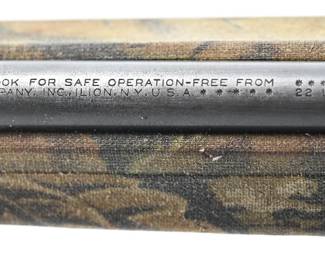 OOK FOR SAFE OPERATION-FREE FROM
PANY, INC., ILION, N.Y., U.S.A. 22